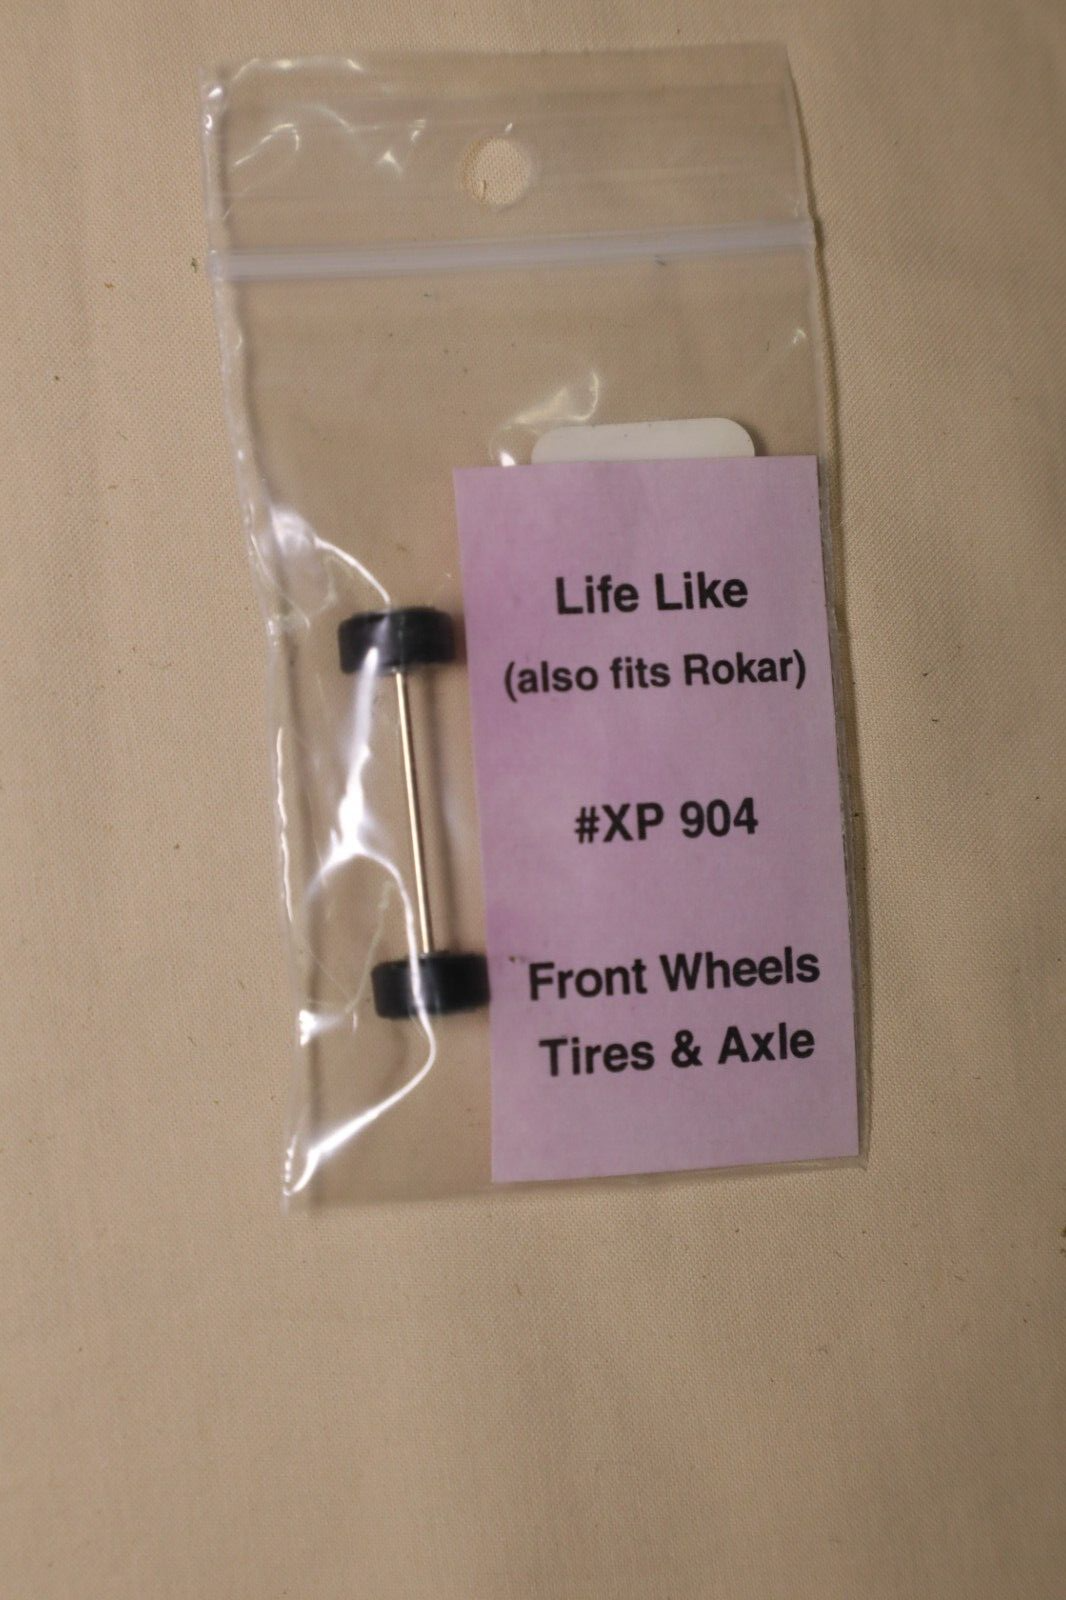 Life Like
(also fits Rokar)
#XP 904
Front Wheels
Tires & Axle